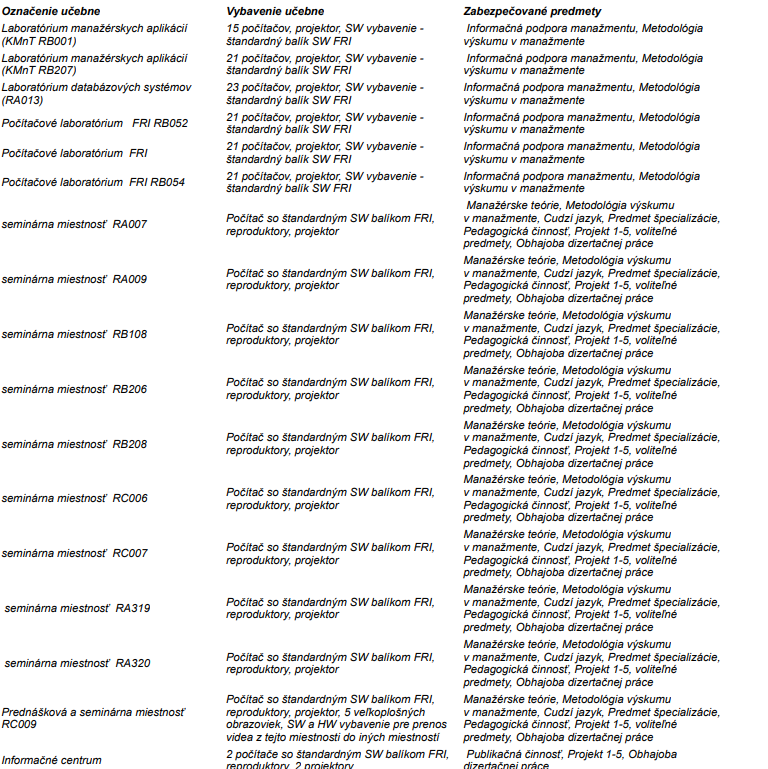 Označenie učebne Vybavenie učebne Zabezpečované predmety
Laboratórium manažérskych aplikácií
(KMnT RB001)
15 počítačov, projektor, SW vybavenie -
štandardný balík SW FRI
Informačná podpora manažmentu, Metodológia
výskumu v manažmente
Laboratórium manažérskych aplikácií
(KMnT RB207)
21 počítačov, projektor, SW vybavenie -
štandardný balík SW FRI
Informačná podpora manažmentu, Metodológia
výskumu v manažmente
Laboratórium databázových systémov
(RA013)
23 počítačov, projektor, SW vybavenie -
štandardný balík SW FRI
Informačná podpora manažmentu, Metodológia
výskumu v manažmente
Počítačové laboratórium FRI RB052
21 počítačov, projektor, SW vybavenie -
štandardný balík SW FRI
Informačná podpora manažmentu, Metodológia
výskumu v manažmente
Počítačové laboratórium FRI
21 počítačov, projektor, SW vybavenie -
štandardný balík SW FRI
Informačná podpora manažmentu, Metodológia
výskumu v manažmente
Počítačové laboratórium FRI RB054
21 počítačov, projektor, SW vybavenie -
štandardný balík SW FRI
Informačná podpora manažmentu, Metodológia
výskumu v manažmente
seminárna miestnosť RA007
Počítač so štandardným SW balíkom FRI,
reproduktory, projektor
Manažérske teórie, Metodológia výskumu
v manažmente, Cudzí jazyk, Predmet špecializácie,
Pedagogická činnosť, Projekt 1-5, voliteľné
predmety, Obhajoba dizertačnej práce
seminárna miestnosť RA009
Počítač so štandardným SW balíkom FRI,
reproduktory, projektor
Manažérske teórie, Metodológia výskumu
v manažmente, Cudzí jazyk, Predmet špecializácie,
Pedagogická činnosť, Projekt 1-5, voliteľné
predmety, Obhajoba dizertačnej práce
seminárna miestnosť RB108
Počítač so štandardným SW balíkom FRI,
reproduktory, projektor
Manažérske teórie, Metodológia výskumu
v manažmente, Cudzí jazyk, Predmet špecializácie,
Pedagogická činnosť, Projekt 1-5, voliteľné
predmety, Obhajoba dizertačnej práce
seminárna miestnosť RB206
Počítač so štandardným SW balíkom FRI,
reproduktory, projektor
Manažérske teórie, Metodológia výskumu
v manažmente, Cudzí jazyk, Predmet špecializácie,
Pedagogická činnosť, Projekt 1-5, voliteľné
predmety, Obhajoba dizertačnej práce
seminárna miestnosť RB208
Počítač so štandardným SW balíkom FRI,
reproduktory, projektor
Manažérske teórie, Metodológia výskumu
v manažmente, Cudzí jazyk, Predmet špecializácie,
Pedagogická činnosť, Projekt 1-5, voliteľné
predmety, Obhajoba dizertačnej práce
seminárna miestnosť RC006
Počítač so štandardným SW balíkom FRI,
reproduktory, projektor
Manažérske teórie, Metodológia výskumu
v manažmente, Cudzí jazyk, Predmet špecializácie,
Pedagogická činnosť, Projekt 1-5, voliteľné
predmety, Obhajoba dizertačnej práce
seminárna miestnosť RC007
Počítač so štandardným SW balíkom FRI,
reproduktory, projektor
Manažérske teórie, Metodológia výskumu
v manažmente, Cudzí jazyk, Predmet špecializácie,
Pedagogická činnosť, Projekt 1-5, voliteľné
predmety, Obhajoba dizertačnej práce
seminárna miestnosť RA319
Počítač so štandardným SW balíkom FRI,
reproduktory, projektor
Manažérske teórie, Metodológia výskumu
v manažmente, Cudzí jazyk, Predmet špecializácie,
Pedagogická činnosť, Projekt 1-5, voliteľné
predmety, Obhajoba dizertačnej práce
seminárna miestnosť RA320
Počítač so štandardným SW balíkom FRI,
reproduktory, projektor
Manažérske teórie, Metodológia výskumu
v manažmente, Cudzí jazyk, Predmet špecializácie,
Pedagogická činnosť, Projekt 1-5, voliteľné
predmety, Obhajoba dizertačnej práce
Prednášková a seminárna miestnosť
RC009
Počítač so štandardným SW balíkom FRI,
reproduktory, projektor, 5 veľkoplošných
obrazoviek, SW a HW vybavenie pre prenos
videa z tejto miestnosti do iných miestností
Manažérske teórie, Metodológia výskumu
v manažmente, Cudzí jazyk, Predmet špecializácie,
Pedagogická činnosť, Projekt 1-5, voliteľné
predmety, Obhajoba dizertačnej práce
Informačné centrum
2 počítače so štandardným SW balíkom FRI,
reproduktory, 2 projektory
Publikačná činnosť, Projekt 1-5, Obhajoba
dizertačnej práce